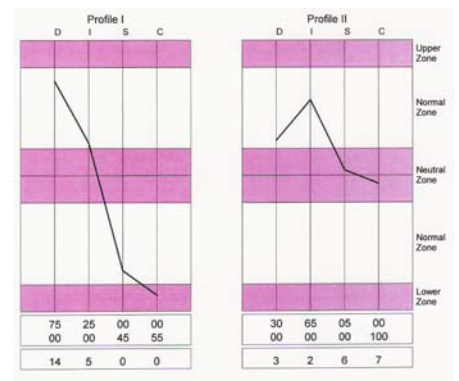 Profile I
Profile II
D I S C
D I S C
Upper Zone
Normal Zone
Neutral Zone
Normal Zone
Lower Zone
75 25 00 00
00 00 45 55
14 5 0 0
30 65 05 00
00 00 00 100
3 2 6 7